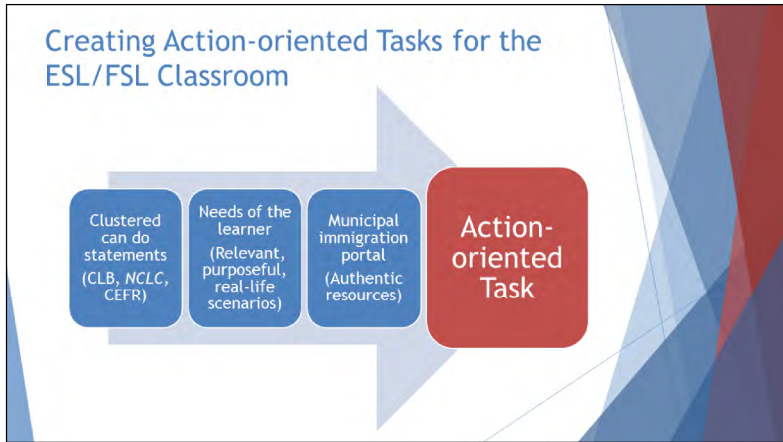 Creating Action-oriented Tasks for the
ESL/FSL Classroom
Clustered
can do
statements
(CLB, NCLC,
CEFR)
Needs of the
learner
(Relevant,
purposeful,
real-life
scenarios)
Municipal
immigration
portal
(Authentic
resources)
Action-
oriented
Task